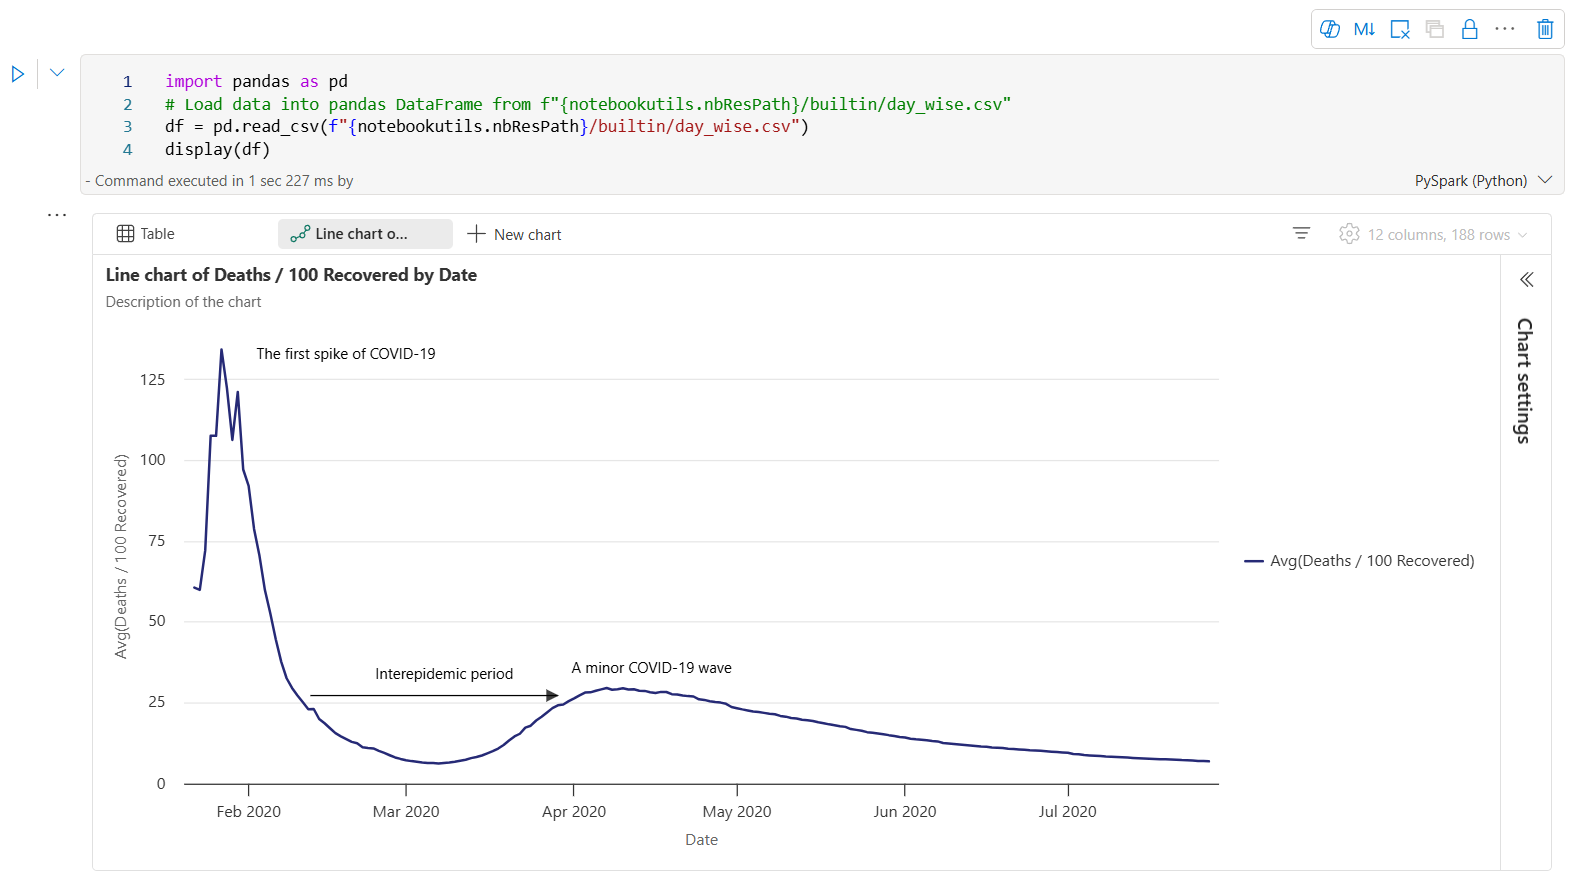 M↓
1 import pandas as pd
2 # Load data into pandas DataFrame from f"{notebookutils.nbResPath}/builtin/day_wise.csv"
3 df = pd.read_csv(f"{notebookutils.nbResPath}/builtin/day_wise.csv")
4 display(df)
- Command executed in 1 sec 227 ms by
PySpark (Python)
Table
Line chart o...
New chart
12 columns, 188 rows
Line chart of Deaths / 100 Recovered by Date
Description of the chart
Chart settings
The first spike of COVID-19
125
100
75
50
25
0
Avg(Deaths / 100 Recovered)
Interepidemic period
A minor COVID-19 wave
Avg(Deaths / 100 Recovered)
Feb 2020 Mar 2020 Apr 2020 May 2020 Jun 2020 Jul 2020
Date